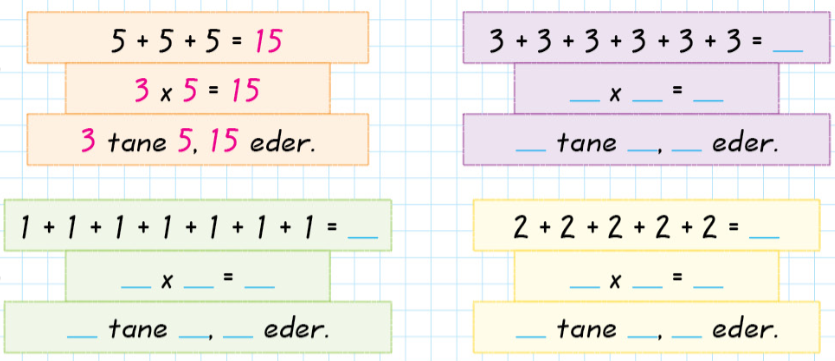 5 + 5 + 5 = 15
3 x 5 = 15
3 tane 5, 15 eder.
3 + 3 + 3 + 3 + 3 + 3 = __
__ x __ = __
__ tane __, __ eder.
1 + 1 + 1 + 1 + 1 + 1 + 1 = __
__ x __ = __
__ tane __, __ eder.
2 + 2 + 2 + 2 + 2 = __
__ x __ = __
__ tane __, __ eder.